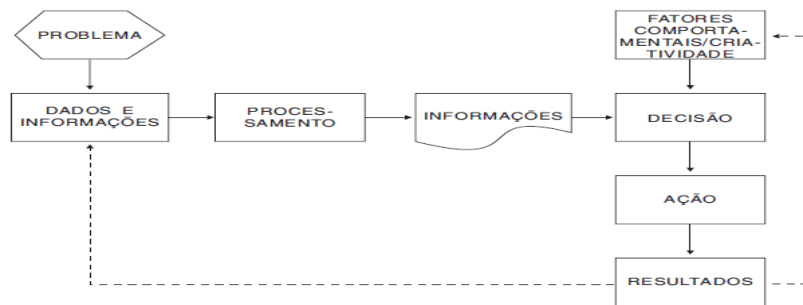 PROBLEMA
DADOS E
INFORMAÇÕES
PROCES-
SAMENTO
INFORMAÇÕES
FATORES
COMPORTA-
MENTAIS/CRIA-
TIVIDADE
DECISÃO
AÇÃO
RESULTADOS